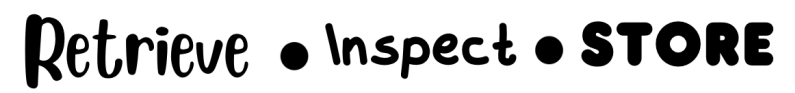 Retrieve ● Inspect ● STORE